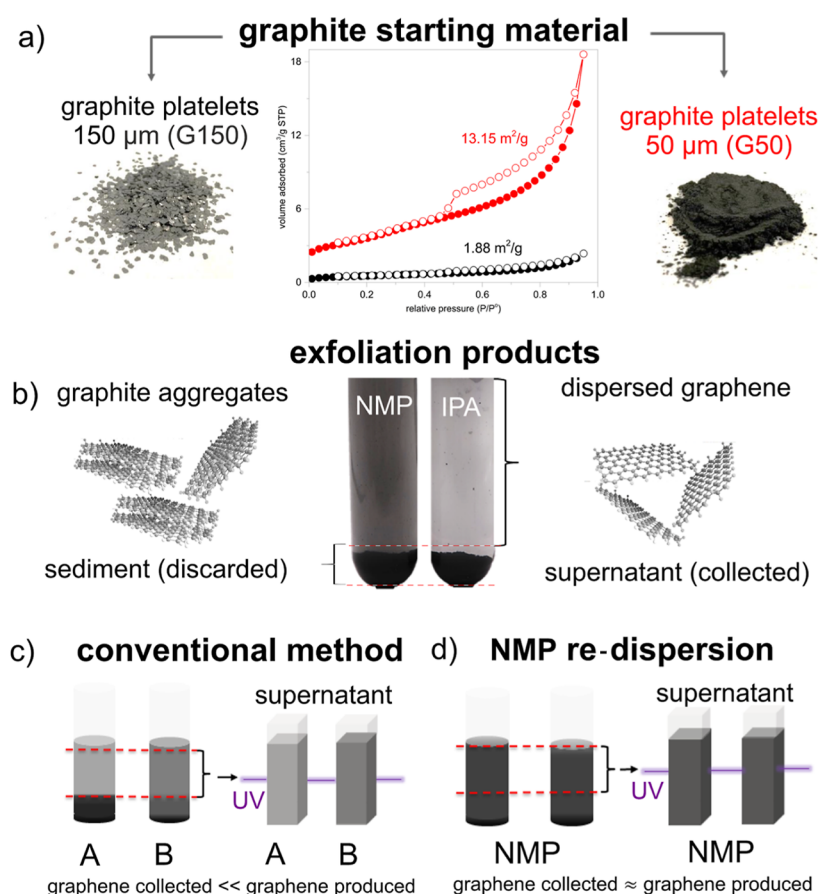 a)
graphite starting material
graphite platelets
150 µm (G150)
graphite platelets
50 µm (G50)
volume adsorbed (cm³/g STP)
18
12
6
0
13.15 m²/g
1.88 m²/g
0.0
0.2
0.4
0.6
0.8
1.0
relative pressure (P/P⁰)
exfoliation products
b)
graphite aggregates
NMP
IPA
dispersed graphene
sediment (discarded)
supernatant (collected)
c)
conventional method
supernatant
UV
A
B
A
B
graphene collected << graphene produced
d)
NMP re-dispersion
supernatant
UV
NMP
NMP
graphene collected ≈ graphene produced